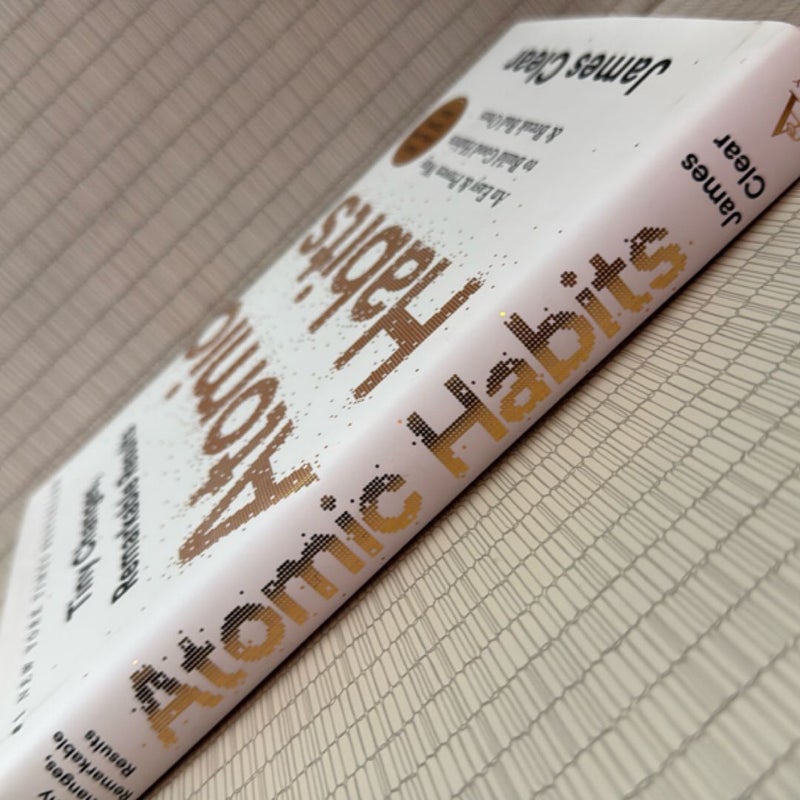 Tiny Changes,
Remarkable Results
Atomic
Habits
An Easy & Proven Way
to Build Good Habits
& Break Bad Ones
James Clear
Changes,
Remarkable
Results
Atomic Habits
James
Clear